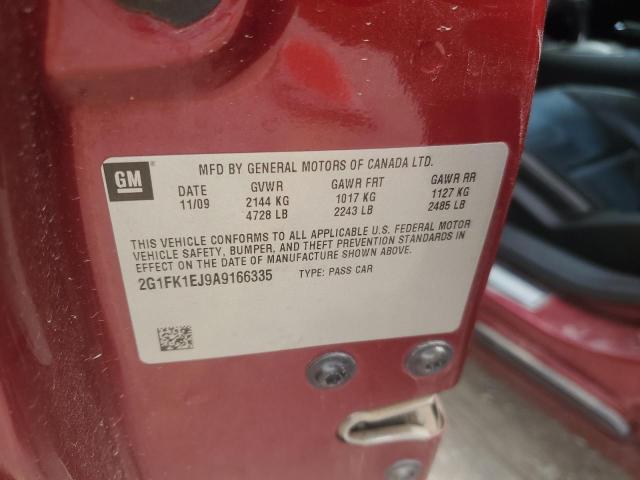 GM
MFD BY GENERAL MOTORS OF CANADA LTD.
DATE GVWR GAWR FRT GAWR RR
11/09 2144 KG 1017 KG 1127 KG
4728 LB 2243 LB 2485 LB
THIS VEHICLE CONFORMS TO ALL APPLICABLE U.S. FEDERAL MOTOR
VEHICLE SAFETY, BUMPER, AND THEFT PREVENTION STANDARDS IN
EFFECT ON THE DATE OF MANUFACTURE SHOWN ABOVE.
2G1FK1EJ9A9166335 TYPE: PASS CAR